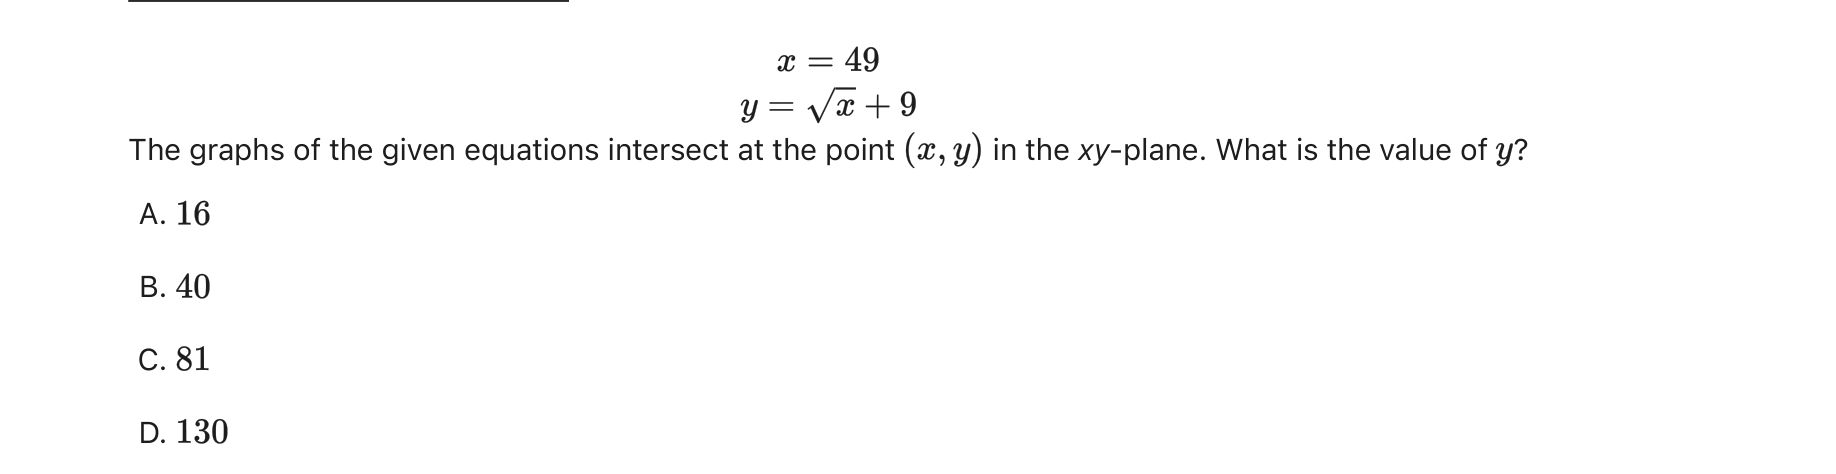 x = 49
y = √x + 9
The graphs of the given equations intersect at the point (x, y) in the xy-plane. What is the value of y?
A. 16
B. 40
C. 81
D. 130